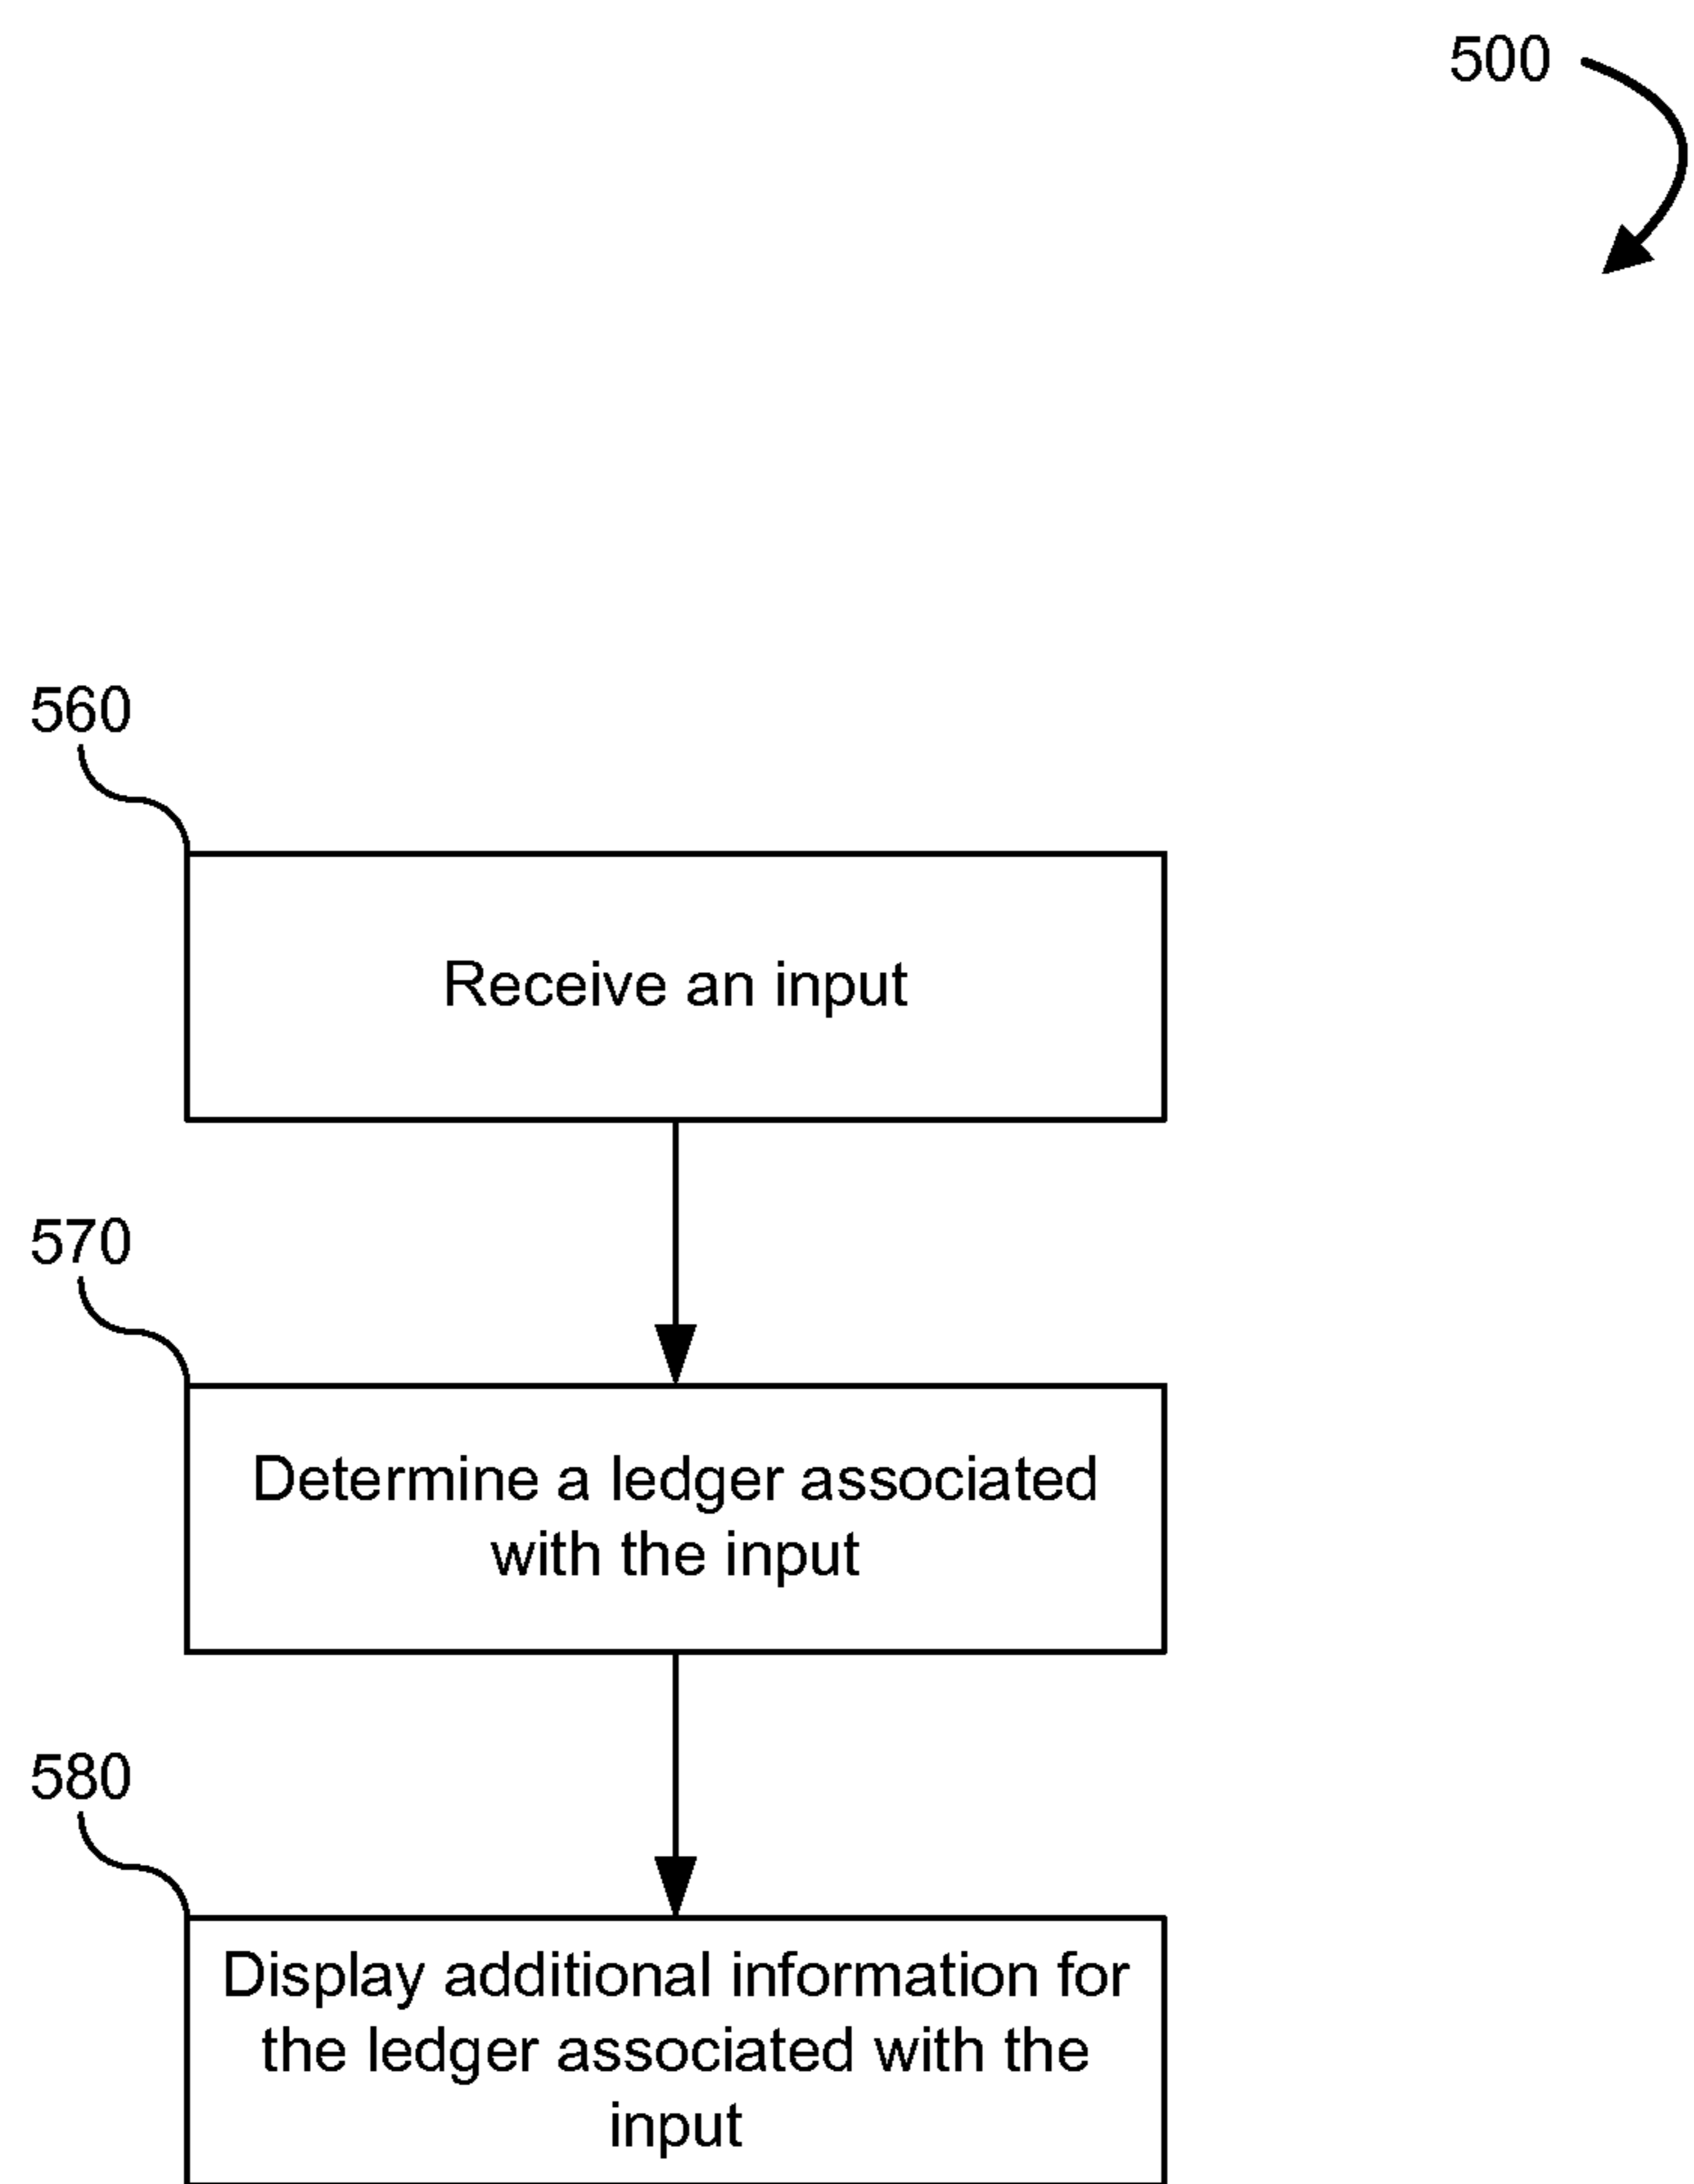 500
560
Receive an input
570
Determine a ledger associated
with the input
580
Display additional information for
the ledger associated with the
input